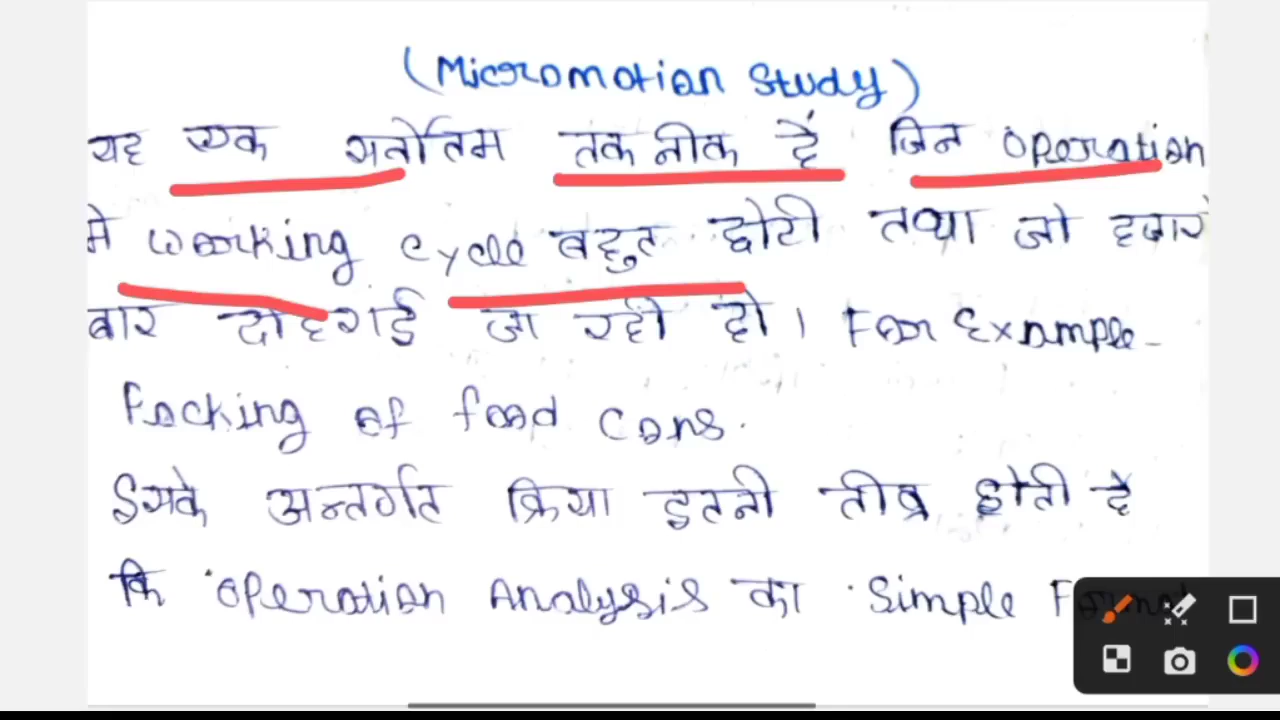 (Micromotion Study)
यह एक सर्वोतम तकनीक है जिन operation
मे working cycle बहुत छोटी तथा जो हजार
बार दोहराई जा रही हो। For Example -
Packing of food cans.
इसके अन्तर्गत क्रिया इतनी तीव्र होती है
कि operation Analysis का Simple